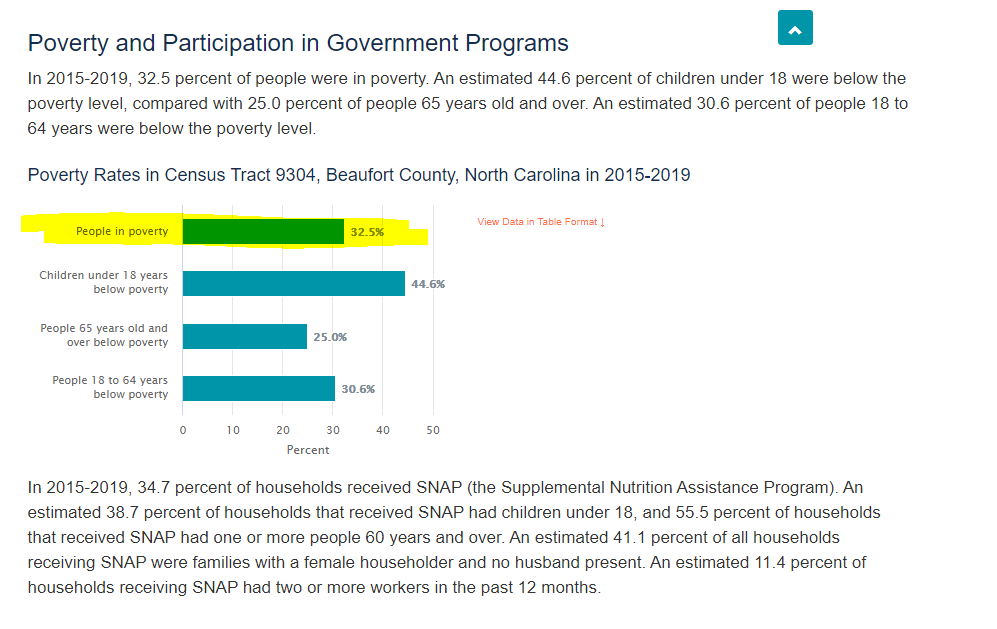 Poverty and Participation in Government Programs
In 2015-2019, 32.5 percent of people were in poverty. An estimated 44.6 percent of children under 18 were below the
poverty level, compared with 25.0 percent of people 65 years old and over. An estimated 30.6 percent of people 18 to
64 years were below the poverty level.
Poverty Rates in Census Tract 9304, Beaufort County, North Carolina in 2015-2019
View Data in Table Format ↓
People in poverty 32.5%
Children under 18 years
below poverty 44.6%
People 65 years old and
over below poverty 25.0%
People 18 to 64 years
below poverty 30.6%
0 10 20 30 40 50
Percent
In 2015-2019, 34.7 percent of households received SNAP (the Supplemental Nutrition Assistance Program). An
estimated 38.7 percent of households that received SNAP had children under 18, and 55.5 percent of households
that received SNAP had one or more people 60 years and over. An estimated 41.1 percent of all households
receiving SNAP were families with a female householder and no husband present. An estimated 11.4 percent of
households receiving SNAP had two or more workers in the past 12 months.